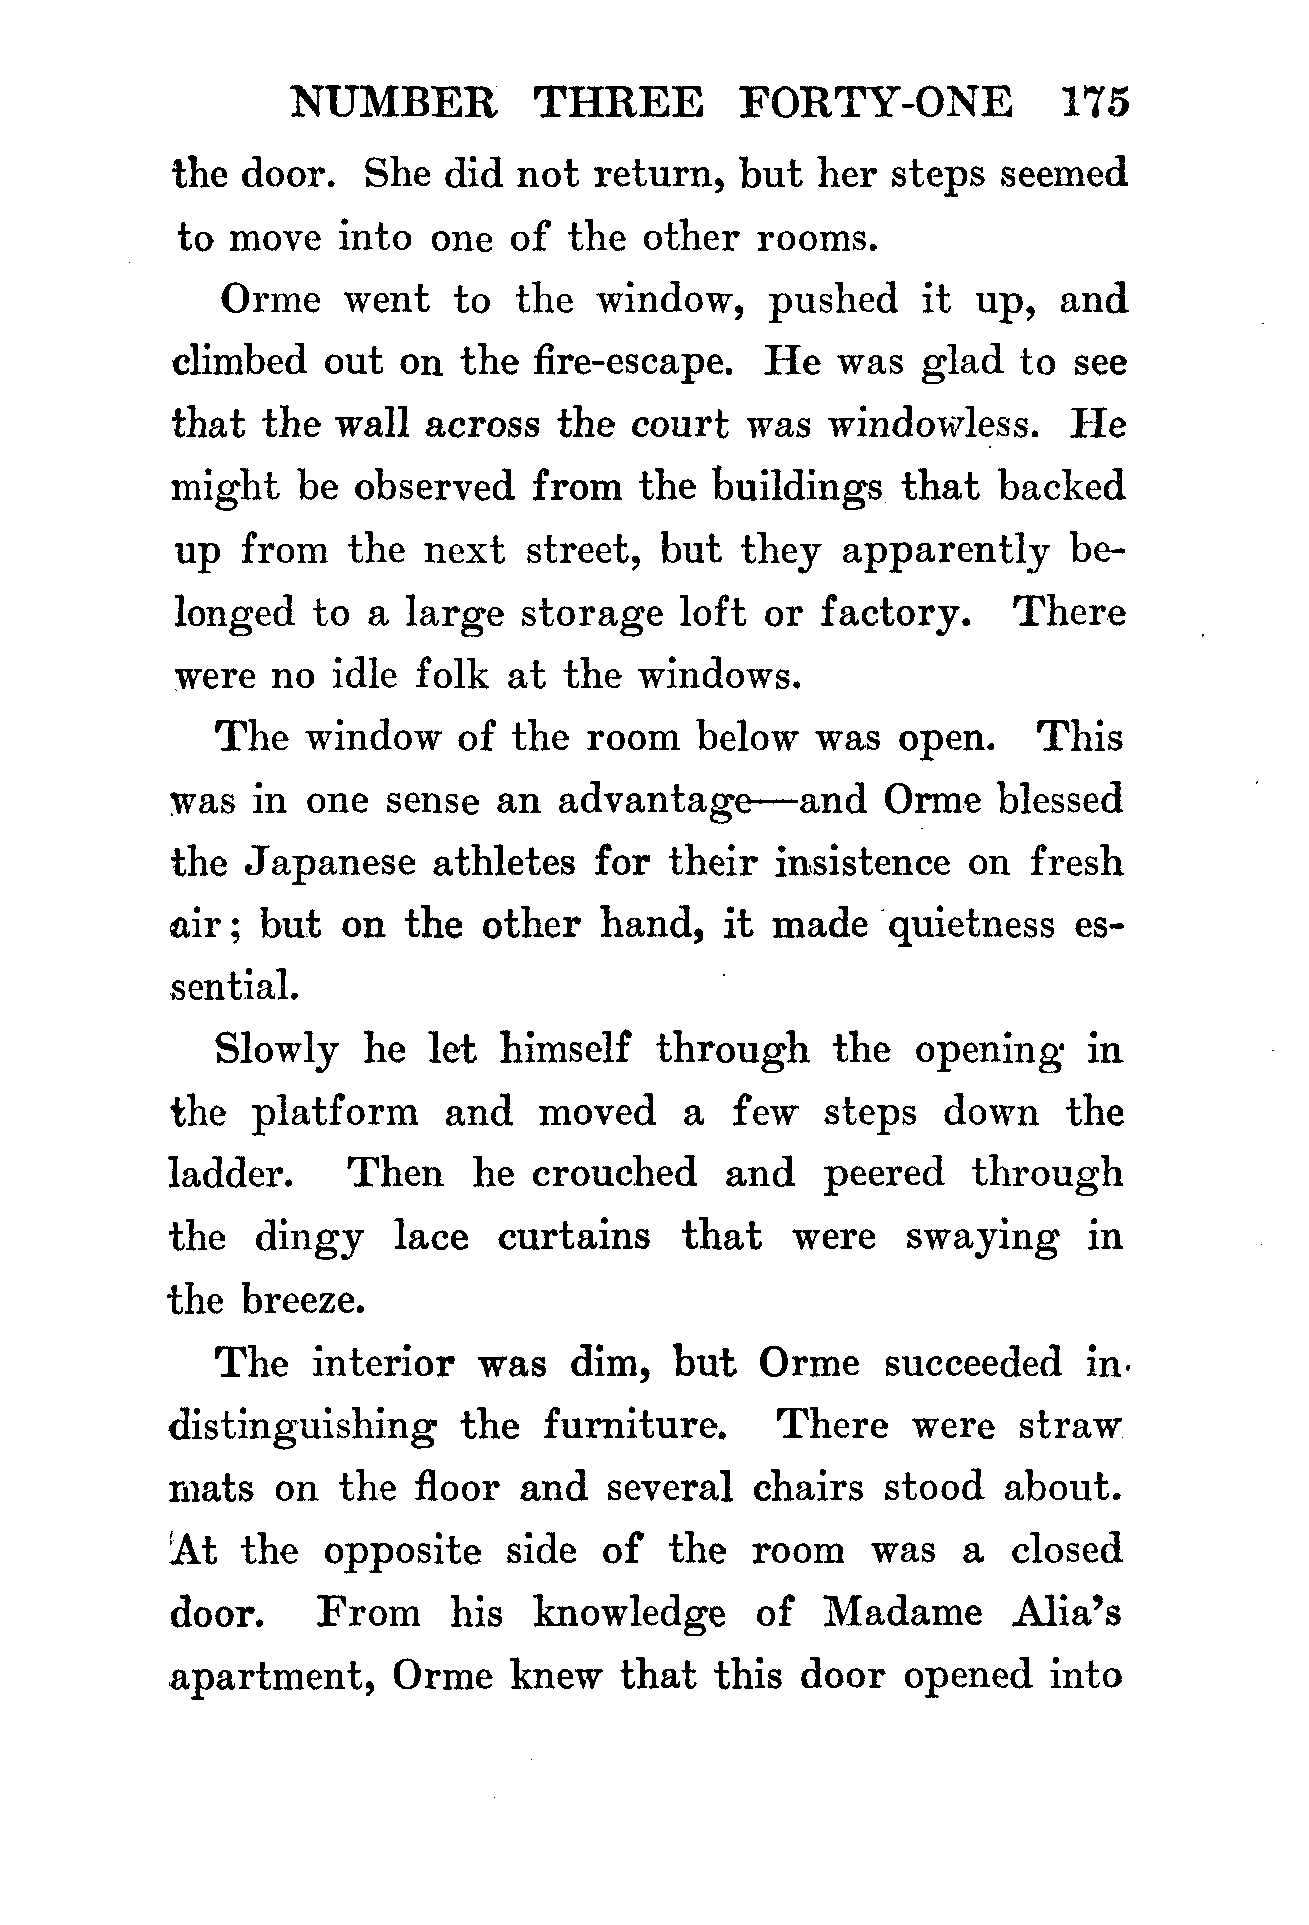 NUMBER THREE FORTY-ONE 175
the door. She did not return, but her steps seemed
to move into one of the other rooms.
Orme went to the window, pushed it up, and
climbed out on the fire-escape. He was glad to see
that the wall across the court was windowless. He
might be observed from the buildings that backed
up from the next street, but they apparently be-
longed to a large storage loft or factory. There
were no idle folk at the windows.
The window of the room below was open. This
was in one sense an advantage—and Orme blessed
the Japanese athletes for their insistence on fresh
air; but on the other hand, it made quietness es-
sential.
Slowly he let himself through the opening in
the platform and moved a few steps down the
ladder. Then he crouched and peered through
the dingy lace curtains that were swaying in
the breeze.
The interior was dim, but Orme succeeded in
distinguishing the furniture. There were straw
mats on the floor and several chairs stood about.
At the opposite side of the room was a closed
door. From his knowledge of Madame Alia's
apartment, Orme knew that this door opened into